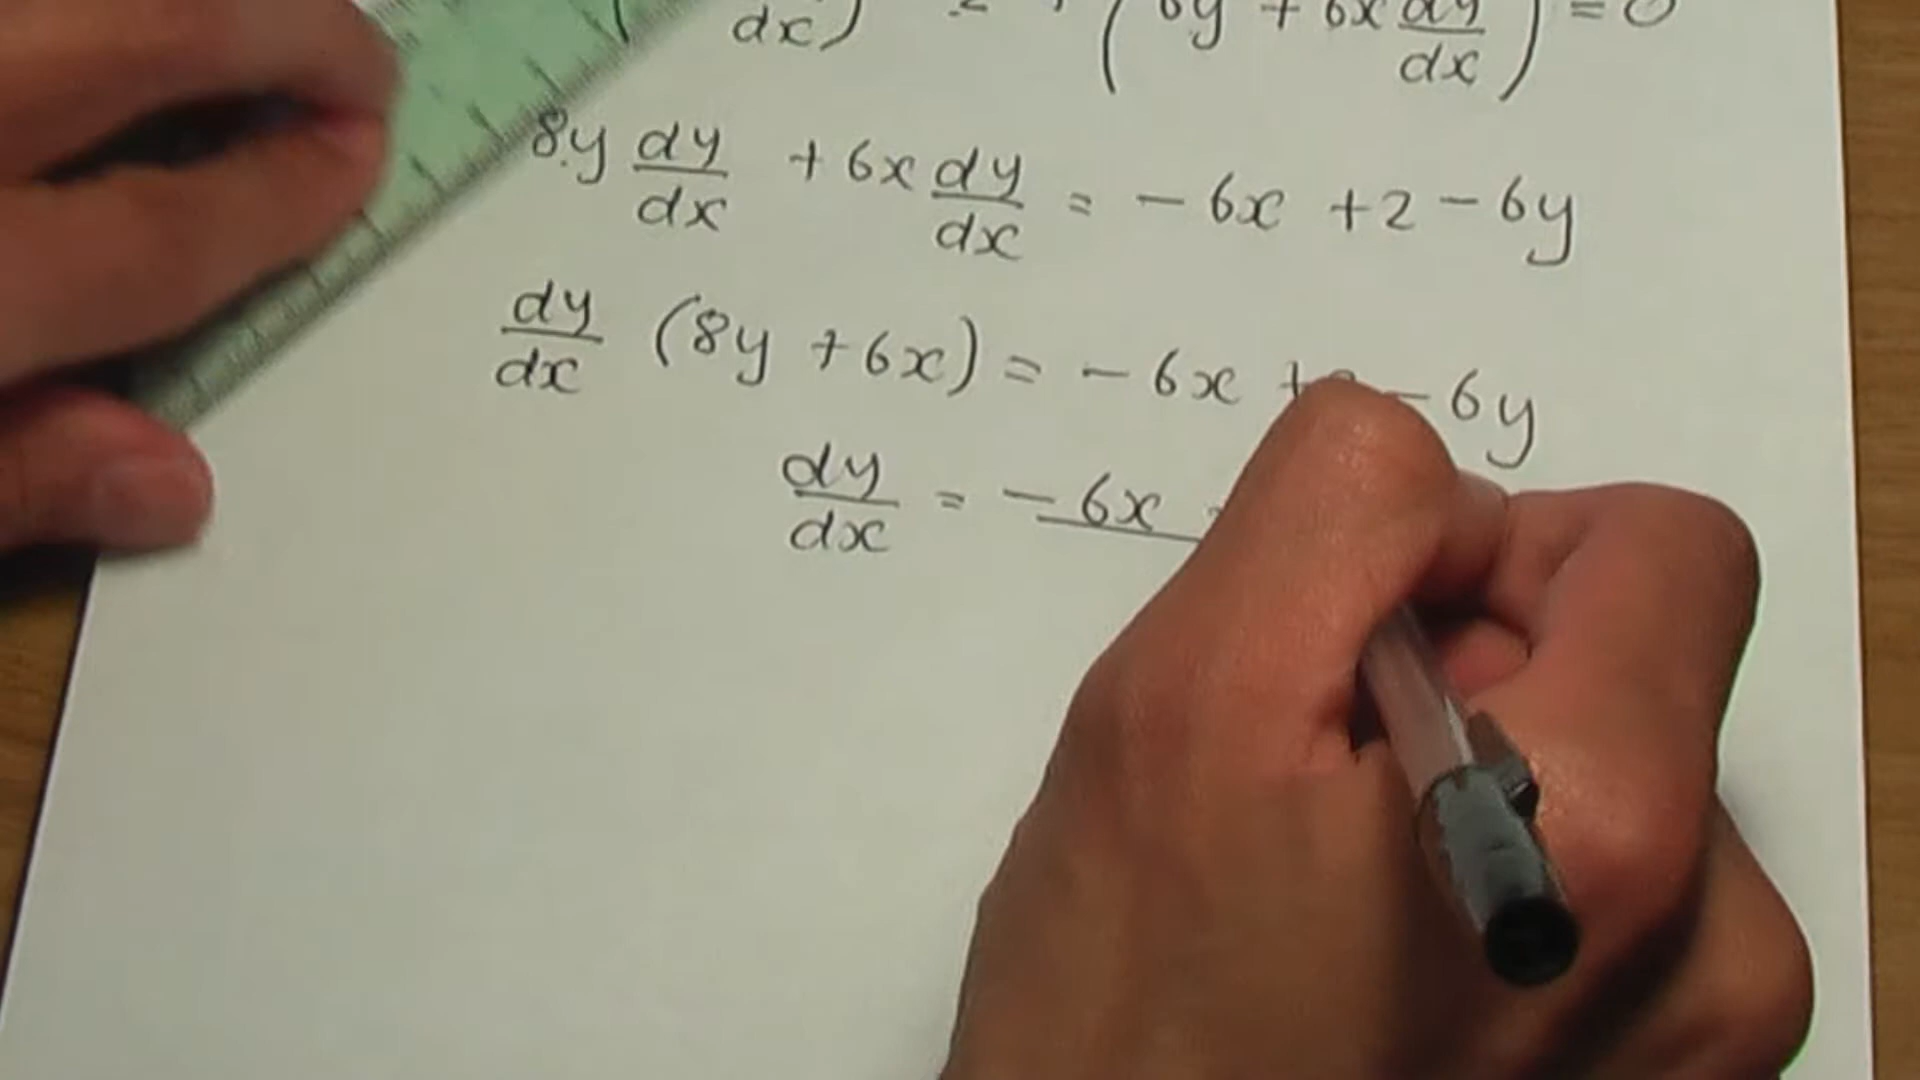 dx) (6y + 6x dy/dx) = 0
8y dy/dx + 6x dy/dx = - 6x + 2 - 6y
dy/dx (8y + 6x) = - 6x + - 6y
dy/dx = - 6x